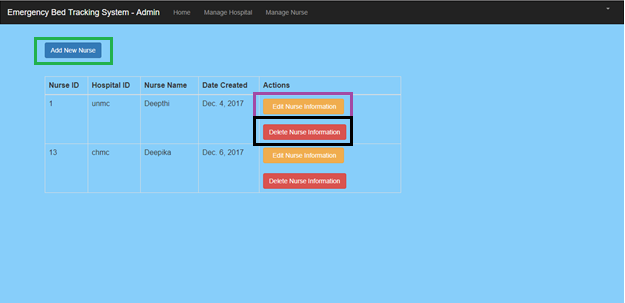 Emergency Bed Tracking System - Admin Home Manage Hospital Manage Nurse
Add New Nurse
Nurse ID Hospital ID Nurse Name Date Created Actions
1 unmc Deepthi Dec. 4, 2017 Edit Nurse Information
Delete Nurse Information
13 chmc Deepika Dec. 6, 2017 Edit Nurse Information
Delete Nurse Information